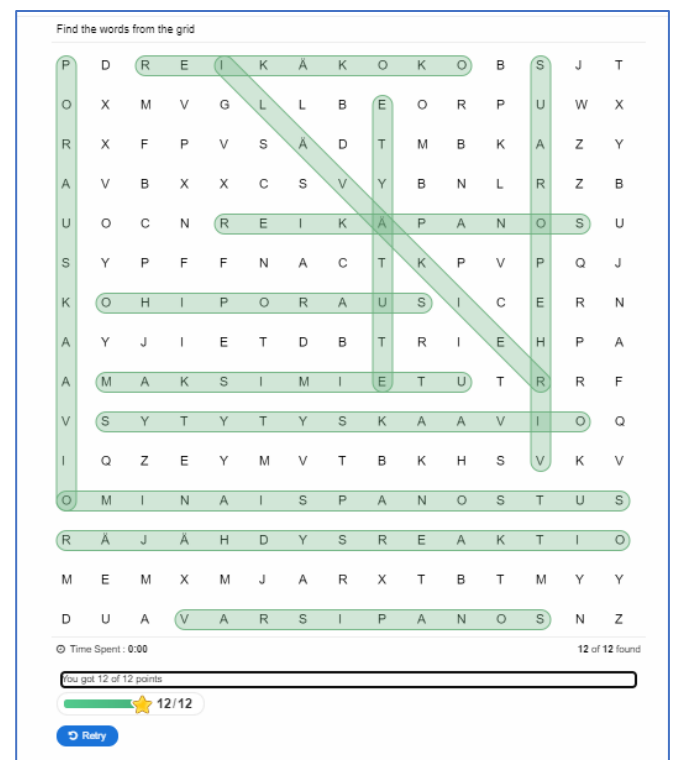 Find the words from the grid
P D R E I K Ä K O K O B S J T
O X M V G L L B E O R P U W X
R X F P V S Ä D T M B K A Z Y
A V B X X C S V Y B N L R Z B
U O C N R E I K Ä P A N O S U
S Y P F F N A C T K P V P Q J
K O H I P O R A U S I C E R N
A Y J I E T D B T R I E H P A
A M A K S I M I E T U T R R F
V S Y T Y T Y S K A A V I O Q
I Q Z E Y M V T B K H S V K V
O M I N A I S P A N O S T U S
R Ä J Ä H D Y S R E A K T I O
M E M X M J A R X T B T M Y Y
D U A V A R S I P A N O S N Z
Time Spent : 0:00 12 of 12 found
You got 12 of 12 points
12/12
Retry